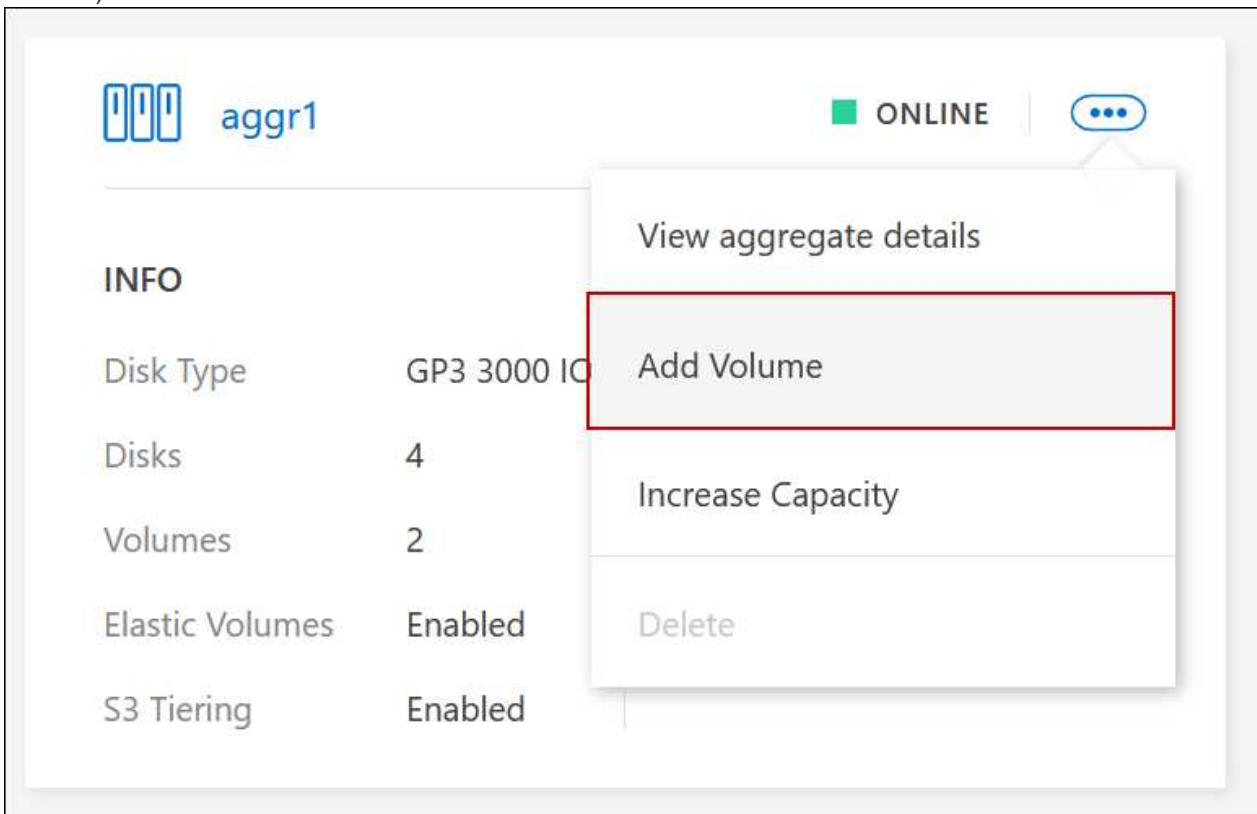 aggr1
ONLINE
View aggregate details
INFO
Disk Type GP3 3000 IO
Add Volume
Disks 4
Increase Capacity
Volumes 2
Elastic Volumes Enabled
Delete
S3 Tiering Enabled